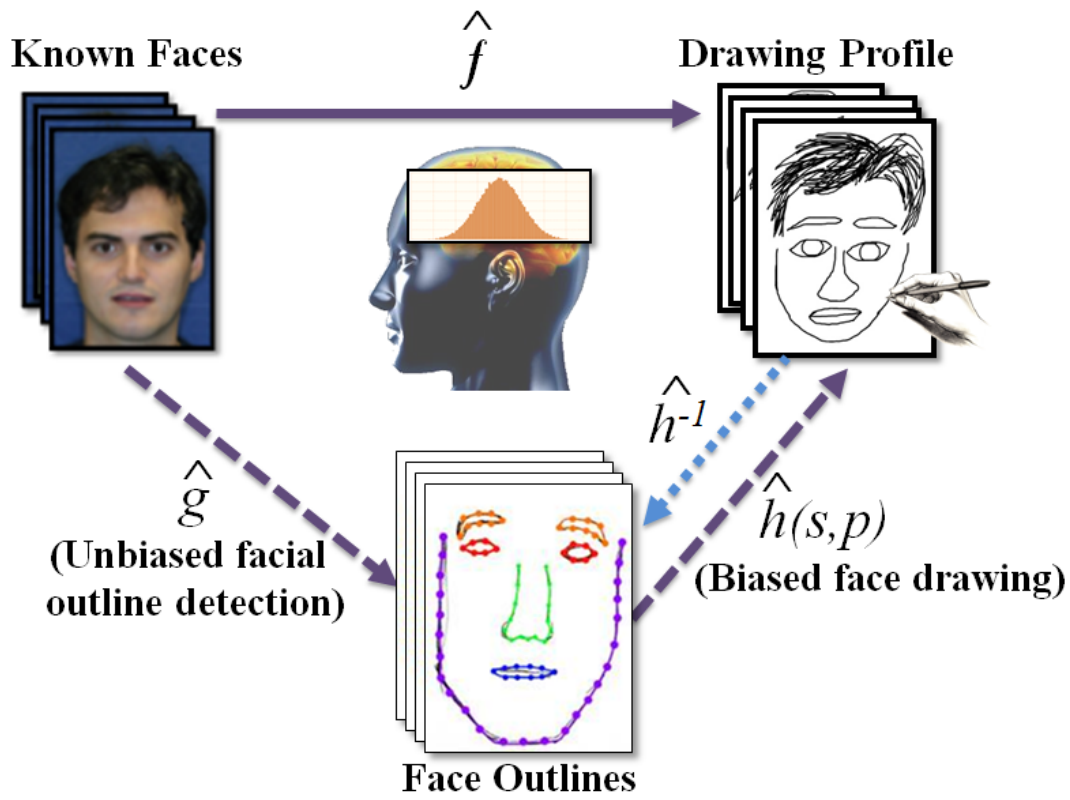 Known Faces
f̂
Drawing Profile
ĥ⁻¹
ĝ
(Unbiased facial
outline detection)
ĥ(s,p)
(Biased face drawing)
Face Outlines